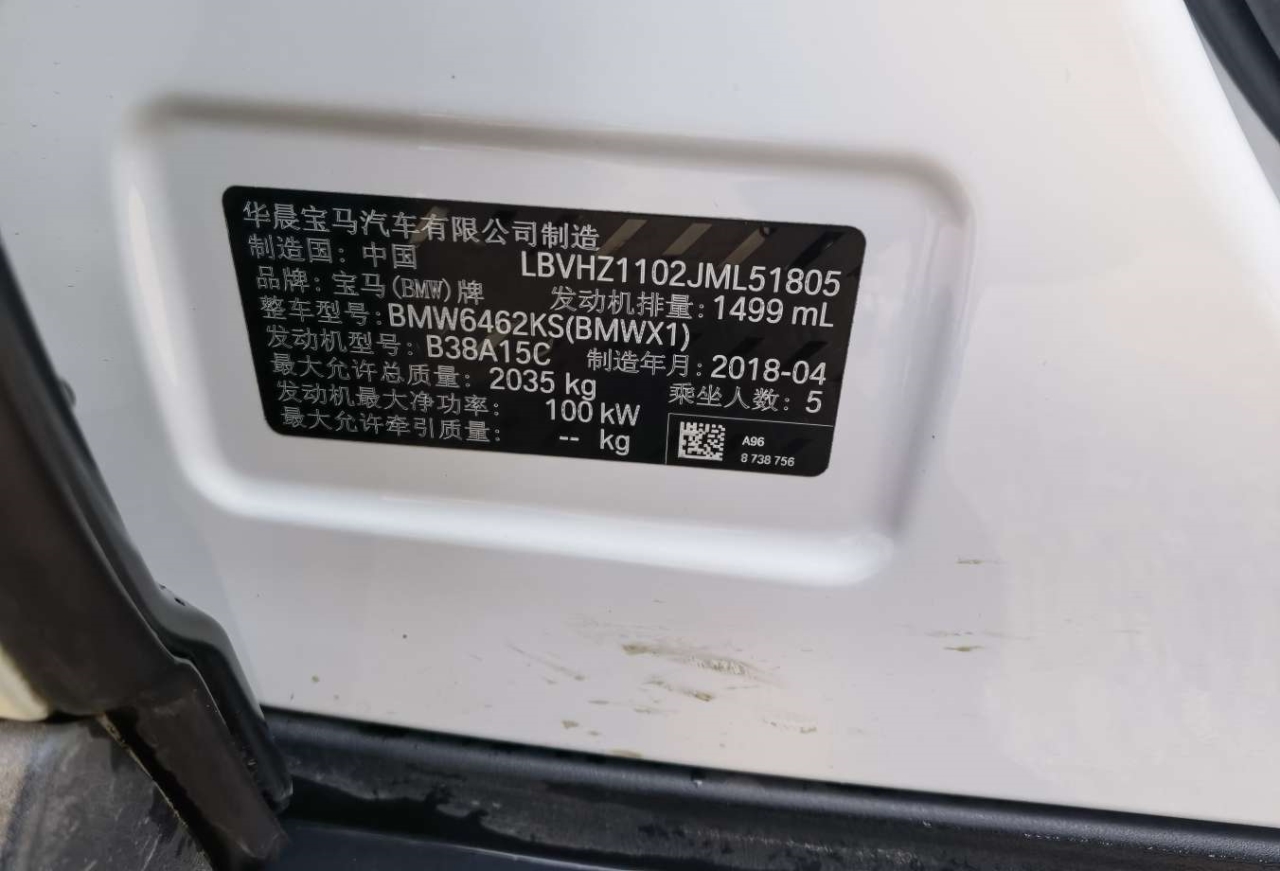 华晨宝马汽车有限公司制造
制造国：中国 LBVHZ1102JML51805
品牌：宝马(BMW)牌 发动机排量：1499 mL
整车型号：BMW6462KS(BMWX1)
发动机型号：B38A15C 制造年月：2018-04
最大允许总质量：2035 kg 乘坐人数：5
发动机最大净功率：100 kW
最大允许牵引质量：-- kg
A96
8 738 756